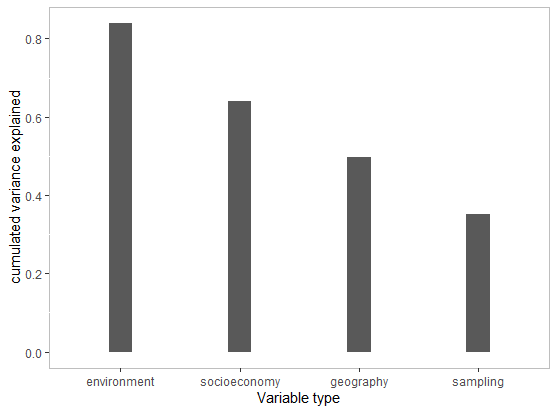 cumulated variance explained
0.8
0.6
0.4
0.2
0.0
environment socioeconomy geography sampling
Variable type